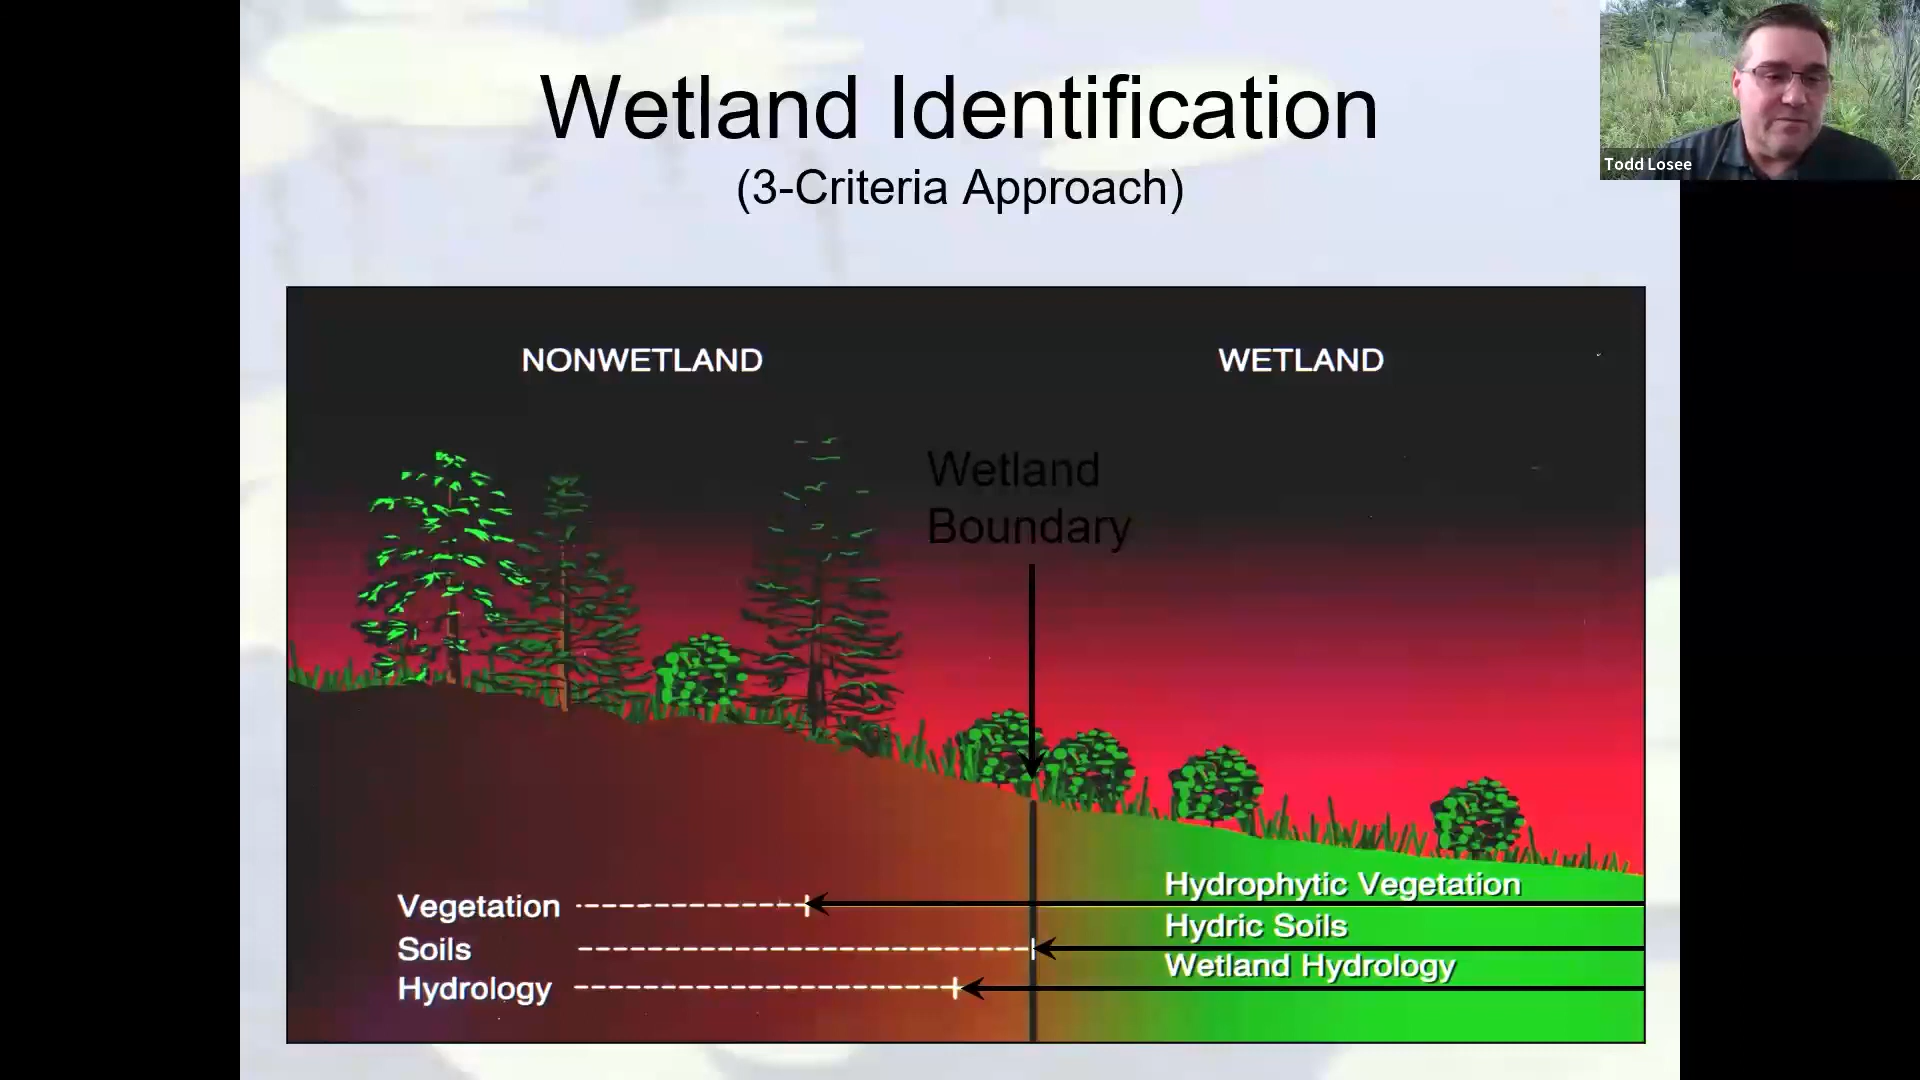 Wetland Identification
(3-Criteria Approach)
Todd Losee
NONWETLAND
WETLAND
Wetland
Boundary
Hydrophytic Vegetation
Vegetation
Hydric Soils
Soils
Wetland Hydrology
Hydrology